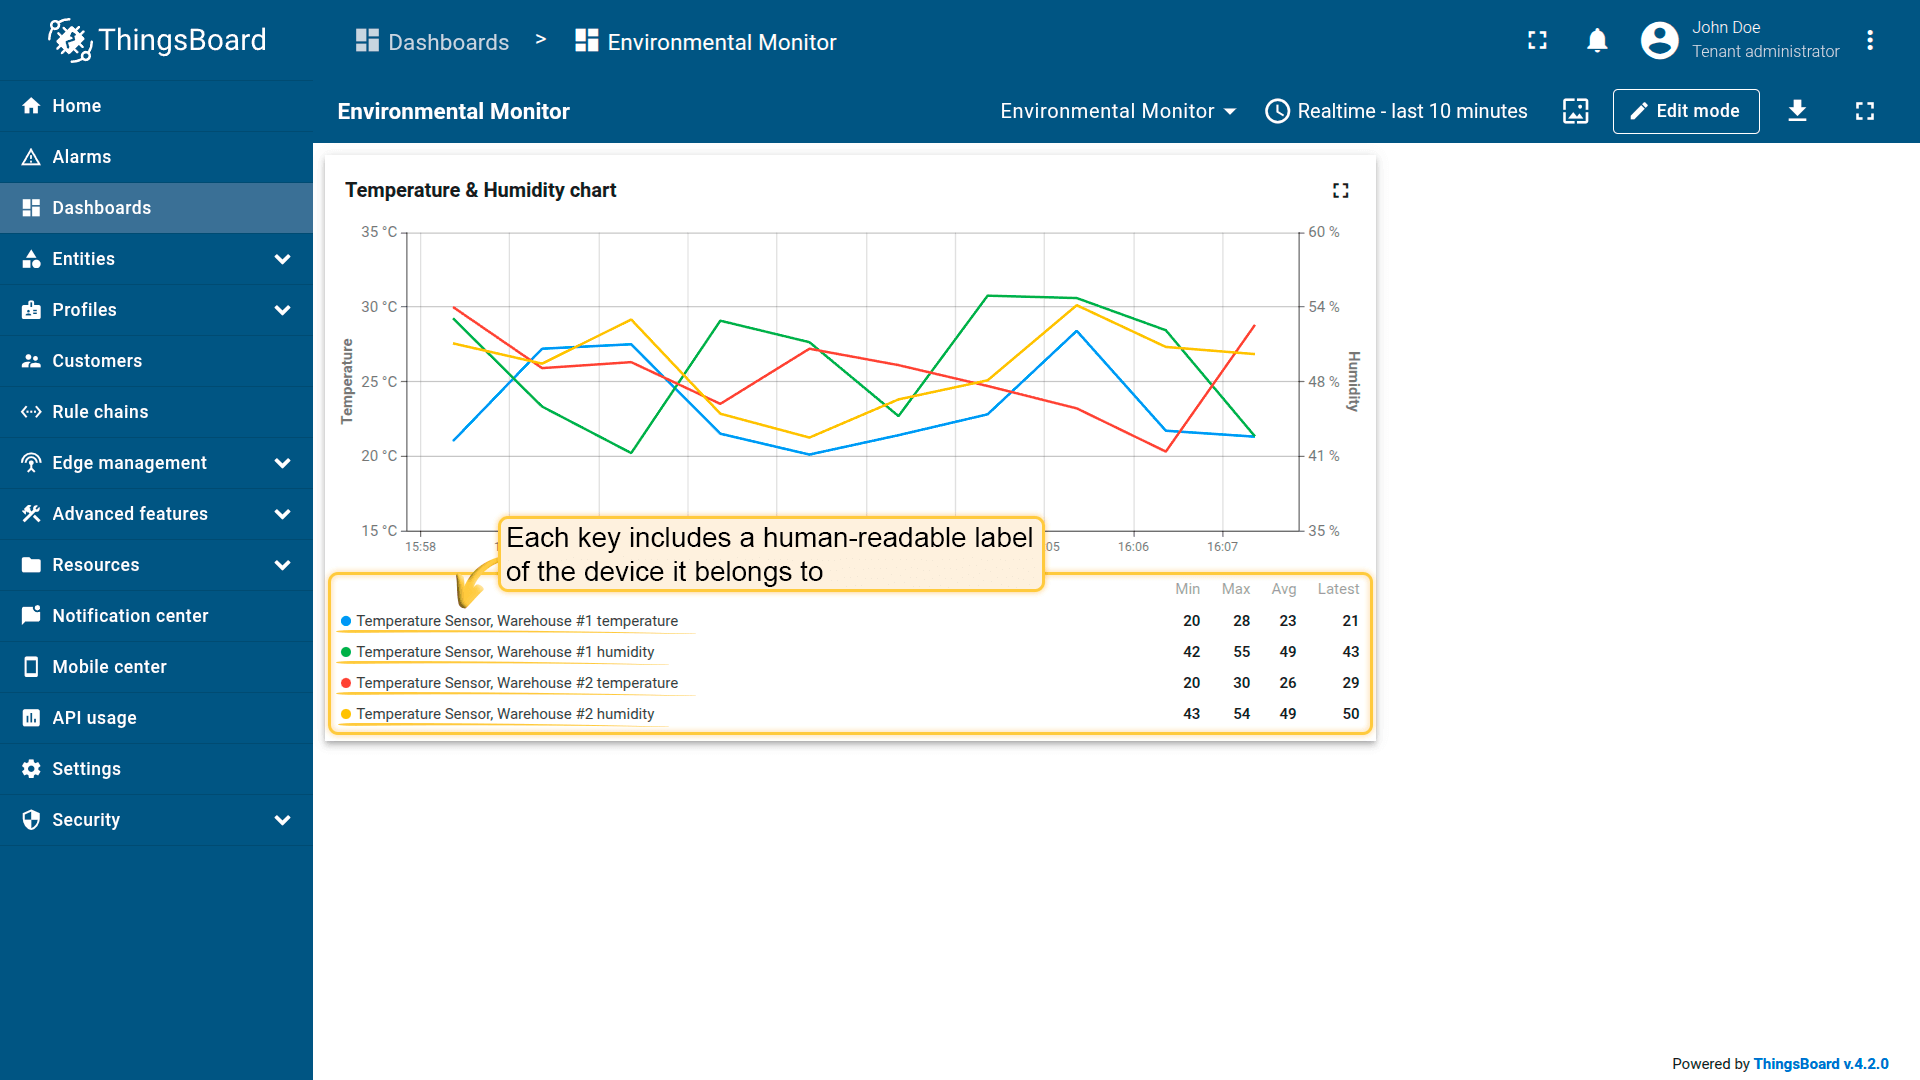 ThingsBoard
Dashboards > Environmental Monitor
John Doe
Tenant administrator
Home
Alarms
Dashboards
Entities
Profiles
Customers
Rule chains
Edge management
Advanced features
Resources
Notification center
Mobile center
API usage
Settings
Security
Environmental Monitor
Environmental Monitor
Realtime - last 10 minutes
Edit mode
Temperature & Humidity chart
35 °C
30 °C
25 °C
20 °C
15 °C
Temperature
60 %
54 %
48 %
41 %
35 %
Humidity
15:58
05
16:06
16:07
Each key includes a human-readable label
of the device it belongs to
Min Max Avg Latest
Temperature Sensor, Warehouse #1 temperature 20 28 23 21
Temperature Sensor, Warehouse #1 humidity 42 55 49 43
Temperature Sensor, Warehouse #2 temperature 20 30 26 29
Temperature Sensor, Warehouse #2 humidity 43 54 49 50
Powered by ThingsBoard v.4.2.0